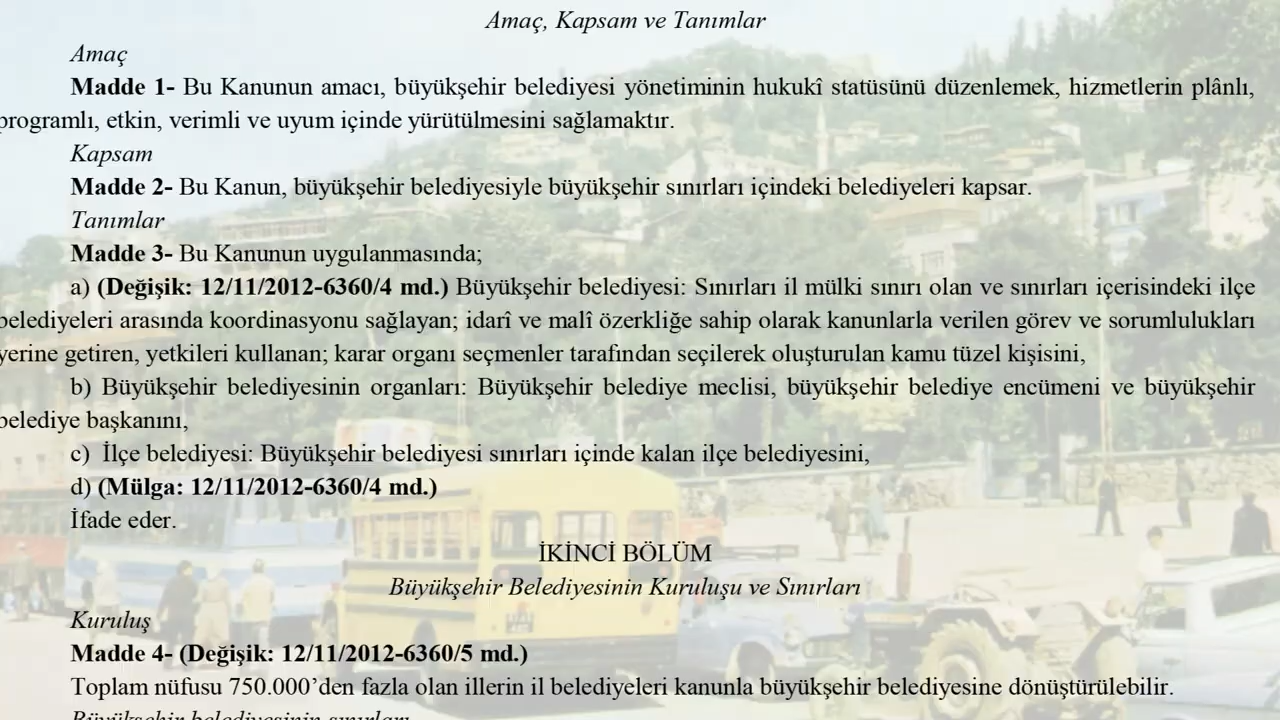 Amaç, Kapsam ve Tanımlar
Amaç
Madde 1- Bu Kanunun amacı, büyükşehir belediyesi yönetiminin hukukî statüsünü düzenlemek, hizmetlerin plânlı,
programlı, etkin, verimli ve uyum içinde yürütülmesini sağlamaktır.
Kapsam
Madde 2- Bu Kanun, büyükşehir belediyesiyle büyükşehir sınırları içindeki belediyeleri kapsar.
Tanımlar
Madde 3- Bu Kanunun uygulanmasında;
a) (Değişik: 12/11/2012-6360/4 md.) Büyükşehir belediyesi: Sınırları il mülki sınırı olan ve sınırları içerisindeki ilçe
belediyeleri arasında koordinasyonu sağlayan; idarî ve malî özerkliğe sahip olarak kanunlarla verilen görev ve sorumlulukları
yerine getiren, yetkileri kullanan; karar organı seçmenler tarafından seçilerek oluşturulan kamu tüzel kişisini,
b) Büyükşehir belediyesinin organları: Büyükşehir belediye meclisi, büyükşehir belediye encümeni ve büyükşehir
belediye başkanını,
c) İlçe belediyesi: Büyükşehir belediyesi sınırları içinde kalan ilçe belediyesini,
d) (Mülga: 12/11/2012-6360/4 md.)
İfade eder.
İKİNCİ BÖLÜM
Büyükşehir Belediyesinin Kuruluşu ve Sınırları
Kuruluş
Madde 4- (Değişik: 12/11/2012-6360/5 md.)
Toplam nüfusu 750.000’den fazla olan illerin il belediyeleri kanunla büyükşehir belediyesine dönüştürülebilir.
Büyükşehir belediyesinin sınırları